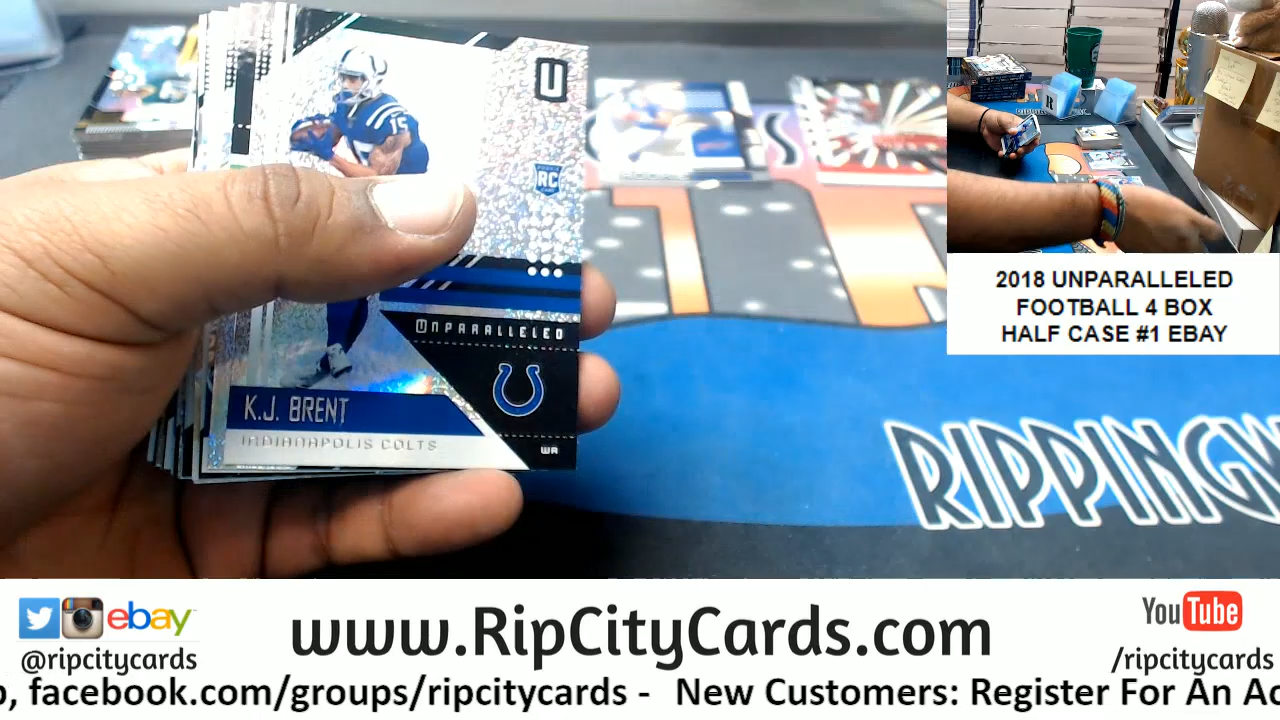 U
RC
15
UNPARALLELED
K.J. BRENT
INDIANAPOLIS COLTS
WR
2018 UNPARALLELED
FOOTBALL 4 BOX
HALF CASE #1 EBAY
RIPPING
ebay
@ripcitycards
www.RipCityCards.com
YouTube
/ripcitycards
, facebook.com/groups/ripcitycards - New Customers: Register For An Ac